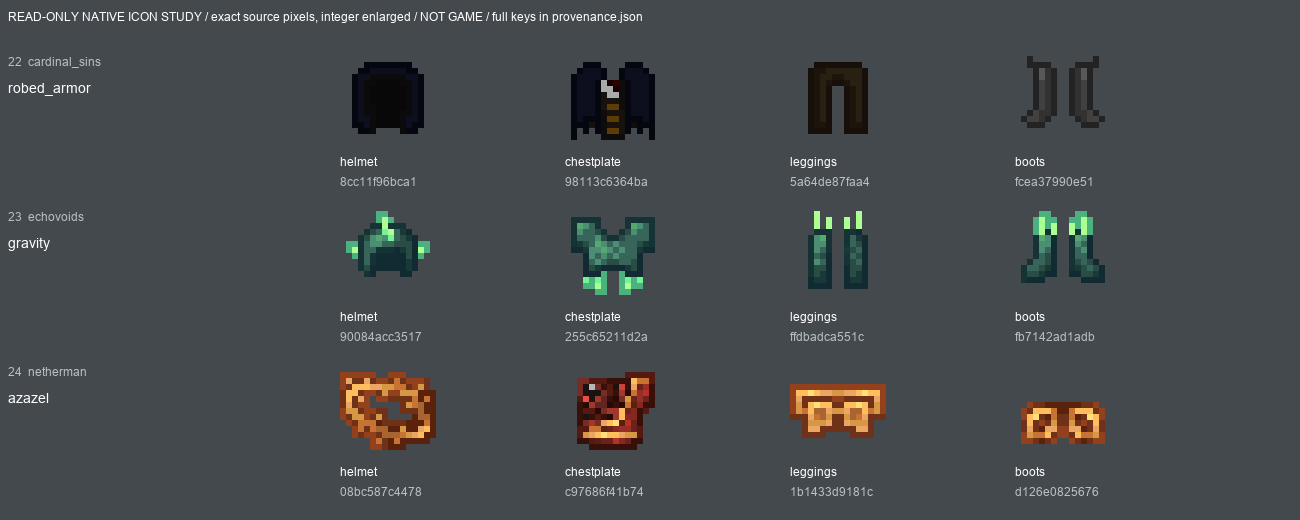 READ-ONLY NATIVE ICON STUDY / exact source pixels, integer enlarged / NOT GAME / full keys in provenance.json
22 cardinal_sins
robed_armor
helmet chestplate leggings boots
8cc11f96bca1 98113c6364ba 5a64de87faa4 fcea37990e51
23 echovoids
gravity
helmet chestplate leggings boots
90084acc3517 255c65211d2a ffdbadca551c fb7142ad1adb
24 netherman
azazel
helmet chestplate leggings boots
08bc587c4478 c97686f41b74 1b1433d9181c d126e0825676